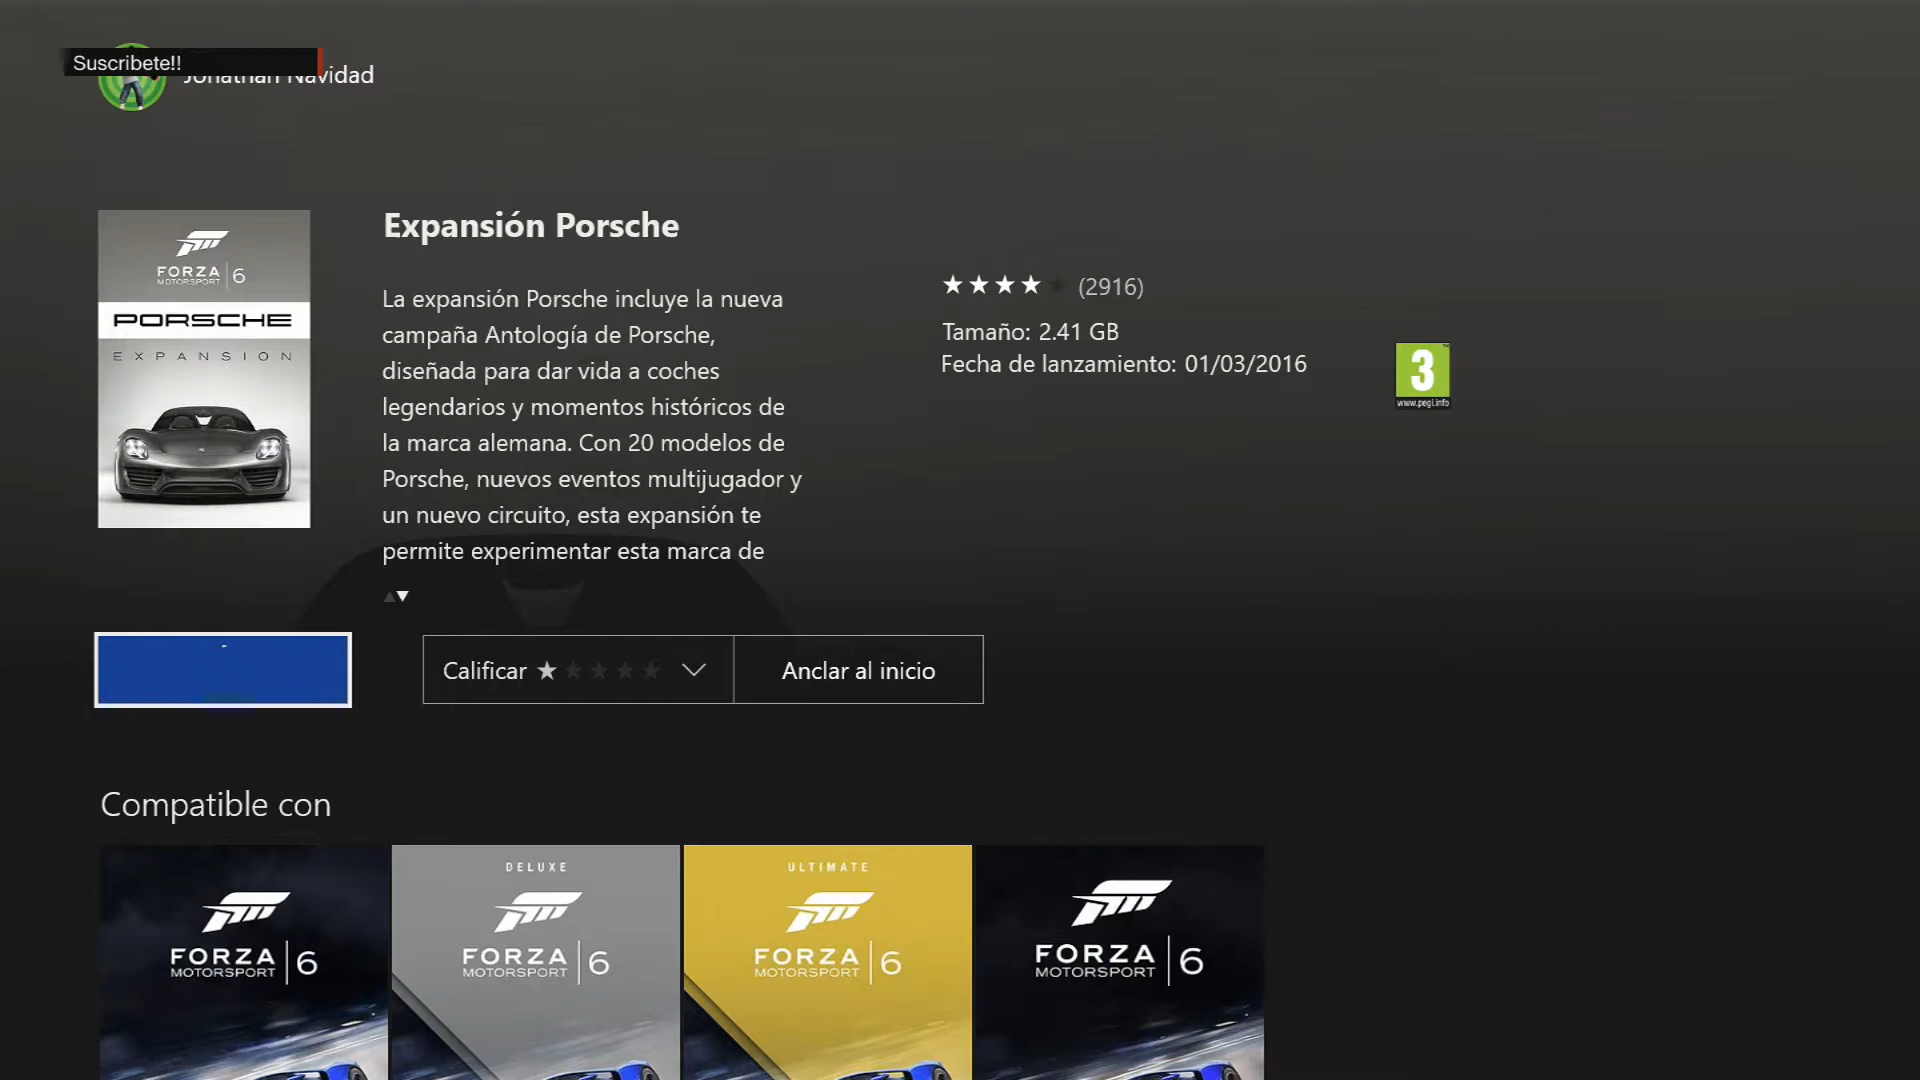 Suscribete!!
Jonathan Navidad
FORZA
MOTORSPORT
6
PORSCHE
EXPANSION
Expansión Porsche
La expansión Porsche incluye la nueva
campaña Antología de Porsche,
diseñada para dar vida a coches
legendarios y momentos históricos de
la marca alemana. Con 20 modelos de
Porsche, nuevos eventos multijugador y
un nuevo circuito, esta expansión te
permite experimentar esta marca de
(2916)
Tamaño: 2.41 GB
Fecha de lanzamiento: 01/03/2016
3
www.pegi.info
Calificar
Anclar al inicio
Compatible con
FORZA
MOTORSPORT
6
DELUXE
FORZA
MOTORSPORT
6
ULTIMATE
FORZA
MOTORSPORT
6
FORZA
MOTORSPORT
6